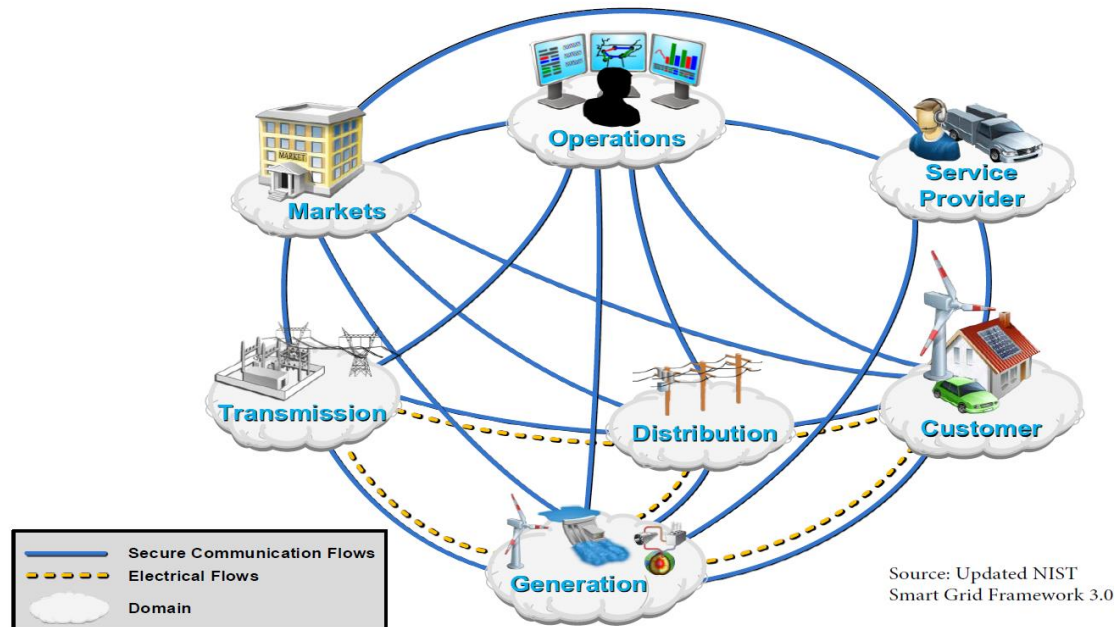 Operations
MARKET
Markets
Service
Provider
Transmission
Distribution
Customer
Generation
Secure Communication Flows
Electrical Flows
Domain
Source: Updated NIST
Smart Grid Framework 3.0